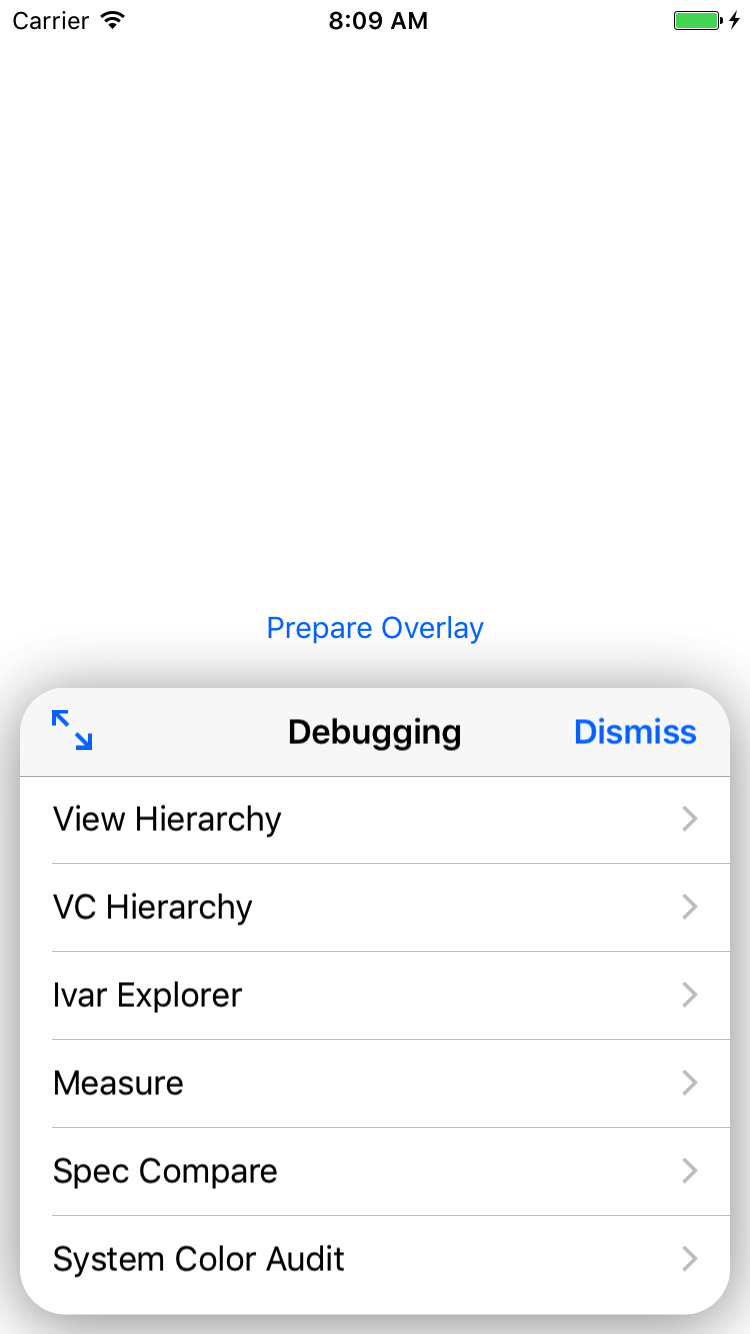 Carrier 8:09 AM
Prepare Overlay
Debugging Dismiss
View Hierarchy
VC Hierarchy
Ivar Explorer
Measure
Spec Compare
System Color Audit